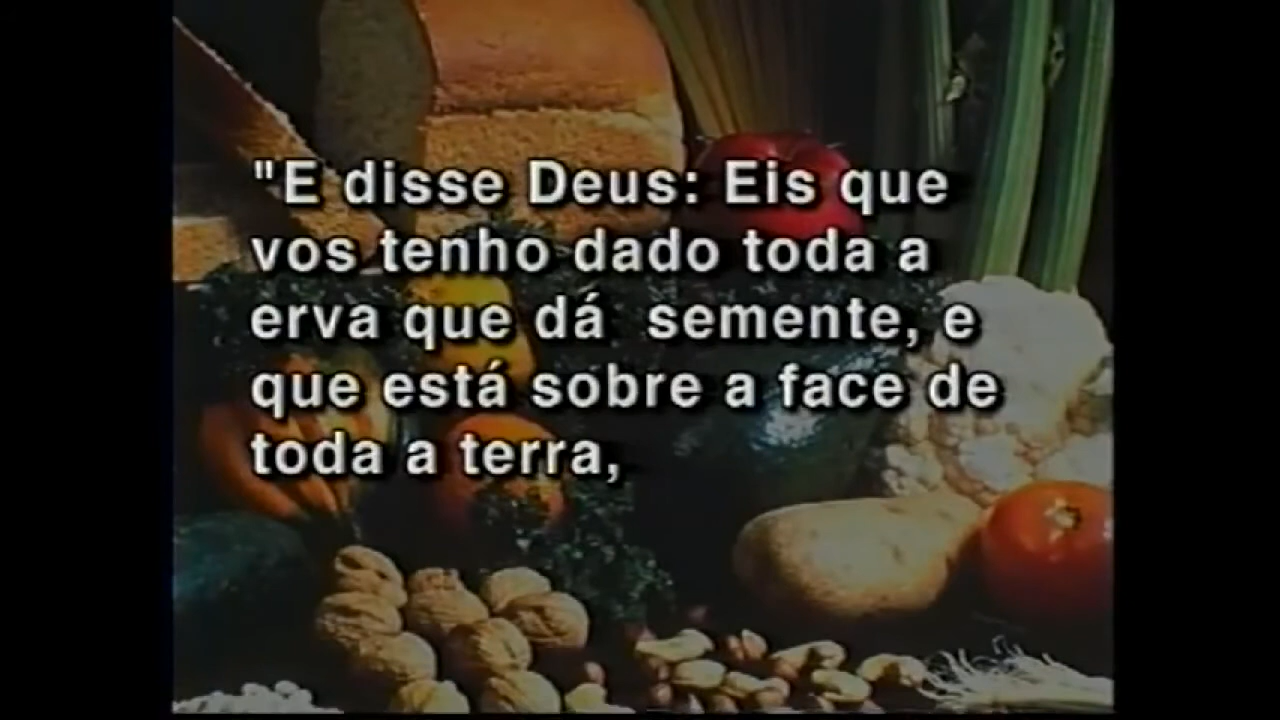 "E disse Deus: Eis que
vos tenho dado toda a
erva que dá semente, e
que está sobre a face de
toda a terra,